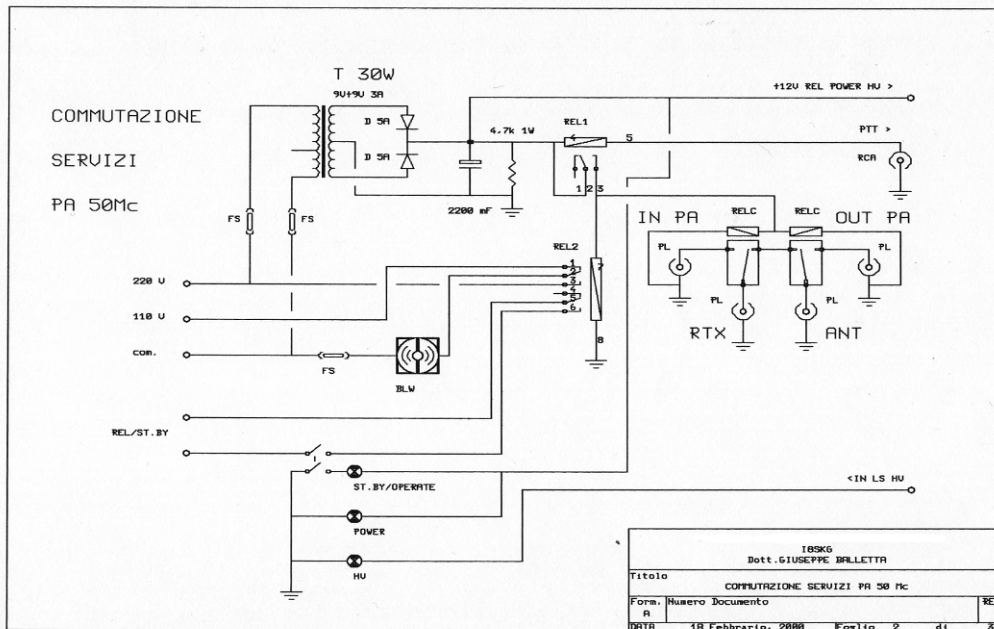 T 30W
9V+9V 3A
COMMUTAZIONE
SERVIZI
PA 50Mc
D 5A
D 5A
4.7k 1W
2200 mF
REL1
5
1 2 3
+12V REL POWER HV >
PTT >
RCA
FS
FS
IN PA
RELC
RELC
OUT PA
PL
PL
PL
PL
RTX
ANT
REL2
1
2
3
4
5
6
7
8
220 V
110 V
com.
FS
BLW
REL/ST.BY
ST.BY/OPERATE
POWER
HV
<IN LS HV
I0SKG
Dott.GIUSEPPE BALLETTA
Titolo
COMMUTAZIONE SERVIZI PA 50 Mc
Form.
A
Numero Documento
RE
DATA
18 Febbrario, 2000
Foglio 2 di